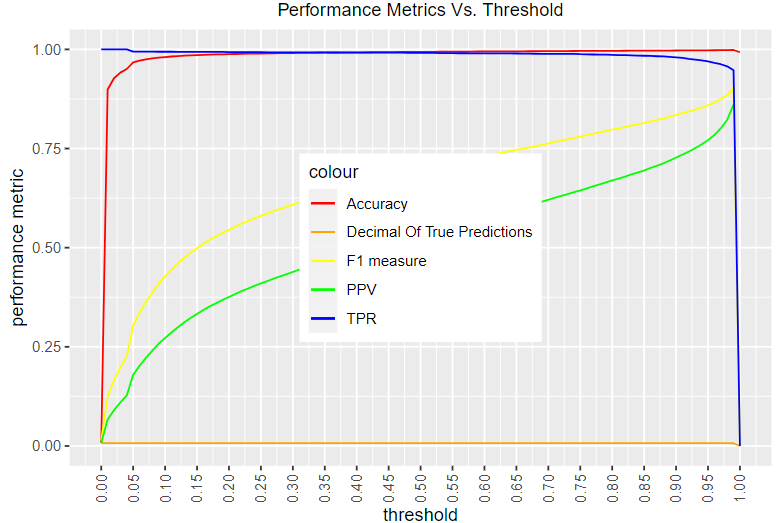 Performance Metrics Vs. Threshold
1.00
0.75
0.50
0.25
0.00
performance metric
colour
Accuracy
Decimal Of True Predictions
F1 measure
PPV
TPR
0.00 0.05 0.10 0.15 0.20 0.25 0.30 0.35 0.40 0.45 0.50 0.55 0.60 0.65 0.70 0.75 0.80 0.85 0.90 0.95 1.00
threshold